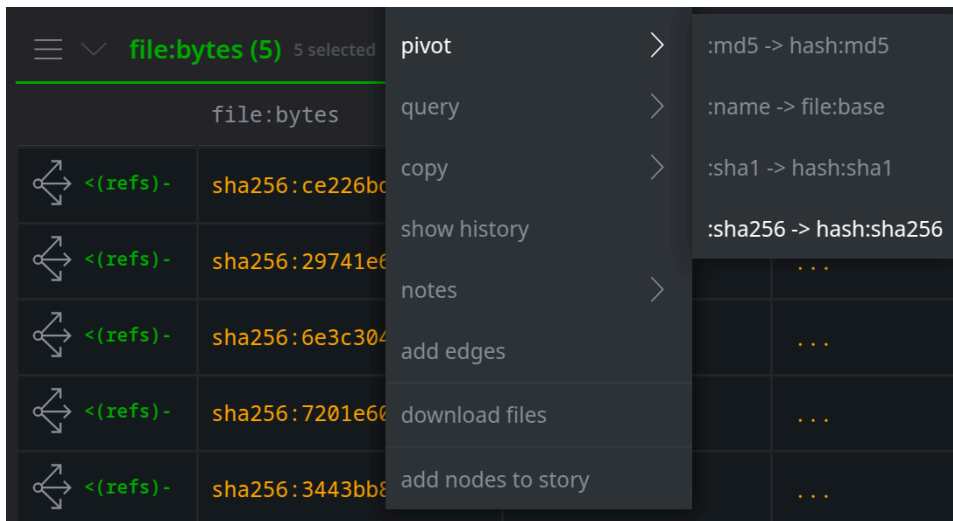 file:bytes (5) 5 selected
file:bytes
<(refs)- sha256:ce226bd
<(refs)- sha256:29741e6
<(refs)- sha256:6e3c304
<(refs)- sha256:7201e60
<(refs)- sha256:3443bb8
pivot
query
copy
show history
notes
add edges
download files
add nodes to story
:md5 -> hash:md5
:name -> file:base
:sha1 -> hash:sha1
:sha256 -> hash:sha256
...
...
...
...